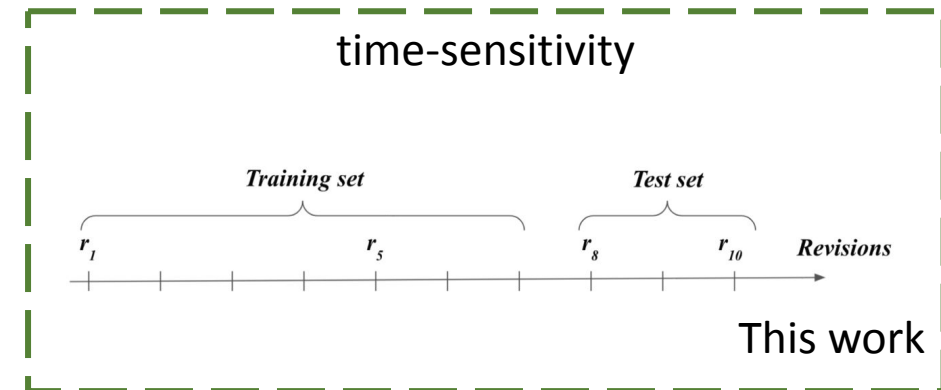 time-sensitivity
Training set Test set
r1 r5 r8 r10 Revisions
This work